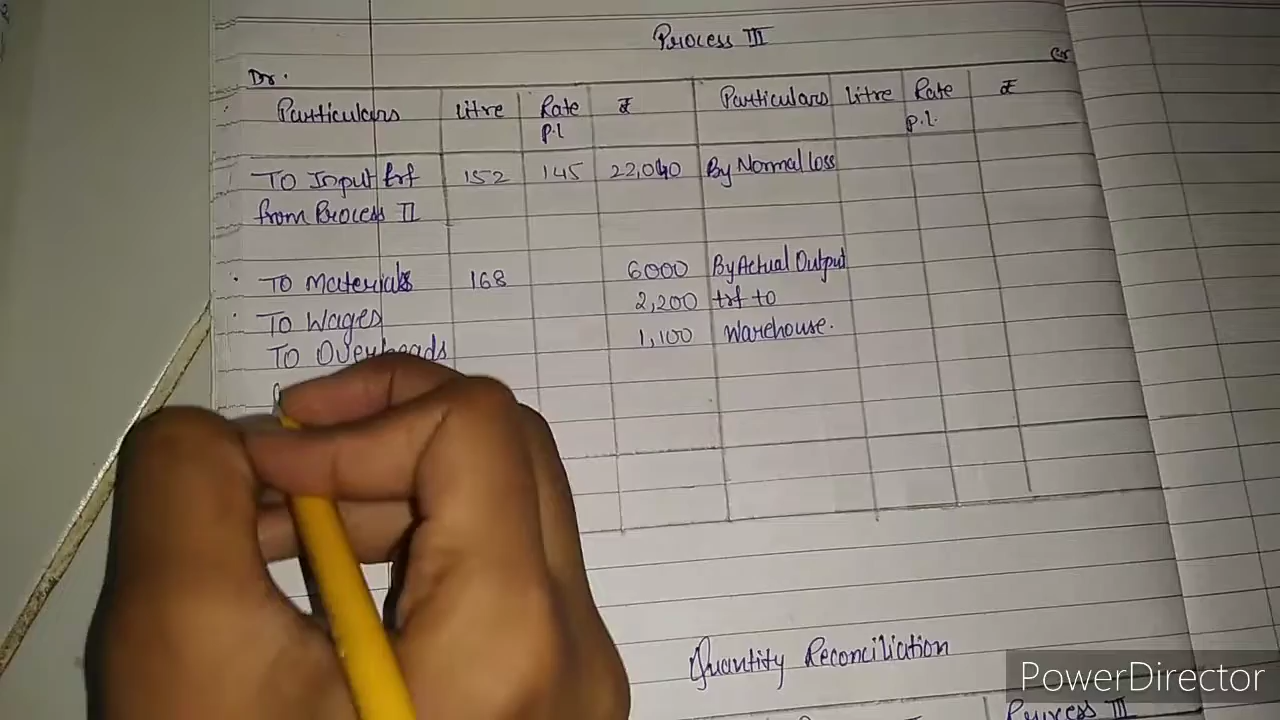 Process III
Dr. Cr
Particulars Litre Rate ₹ Particulars Litre Rate ₹
p.l p.l.
To Input trf 152 145 22,040 By Normal loss
from Process II
To Materials 168 6000 By Actual Output
To Wages 2,200 trf to
To Overheads 1,100 Warehouse.
Quantity Reconciliation
Process III
PowerDirector